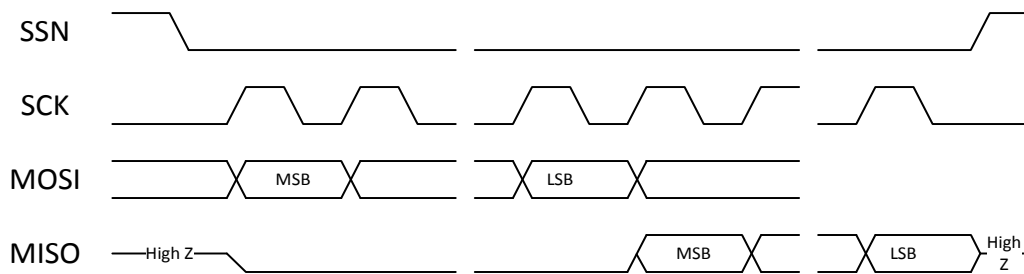 SSN
SCK
MOSI
MSB
LSB
MISO
High Z
MSB
LSB
High
Z